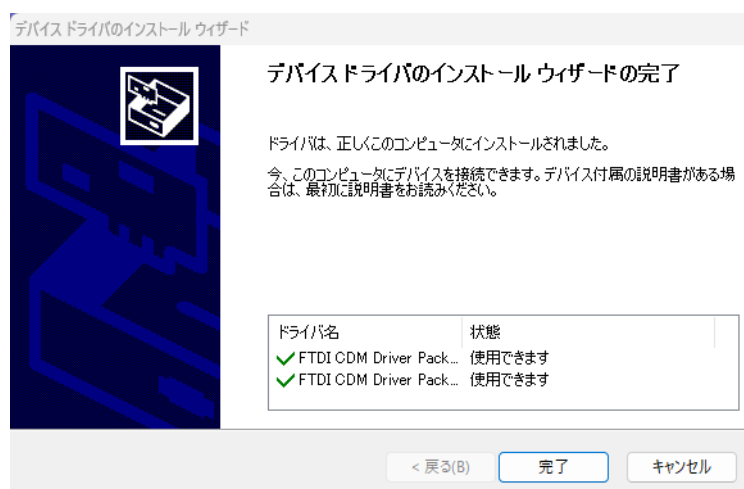 デバイス ドライバのインストール ウィザード
デバイス ドライバのインストール ウィザードの完了
ドライバは、正しくこのコンピュータにインストールされました。
今、このコンピュータにデバイスを接続できます。デバイス付属の説明書がある場
合は、最初に説明書をお読みください。
ドライバ名 状態
FTDI CDM Driver Pack... 使用できます
FTDI CDM Driver Pack... 使用できます
< 戻る(B) 完了 キャンセル